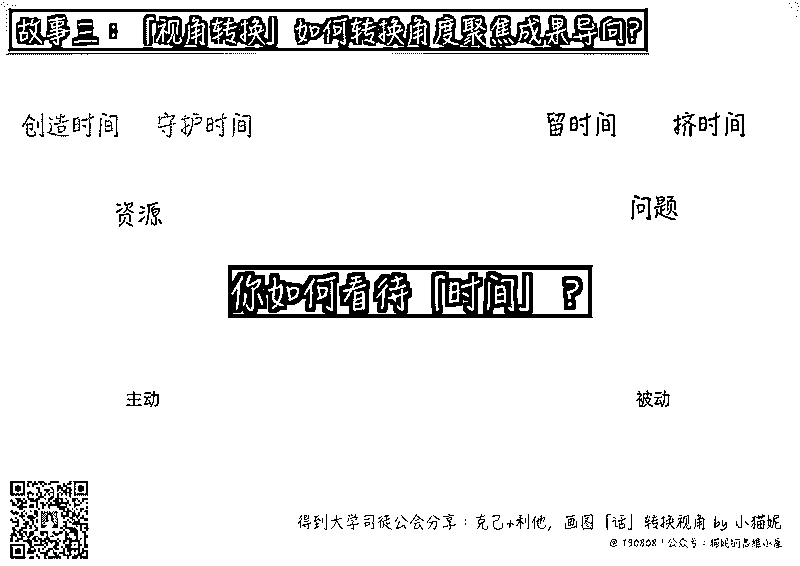 故事三：「视角转换」如何转换角度聚焦成果导向？
创造时间 守护时间 留时间 挤时间
资源 问题
你如何看待「时间」？
主动 被动
得到大学司徒公会分享：克己+利他，画图「话」转换视角 by 小猫妮
@190808 | 公众号：猫妮的思维小屋